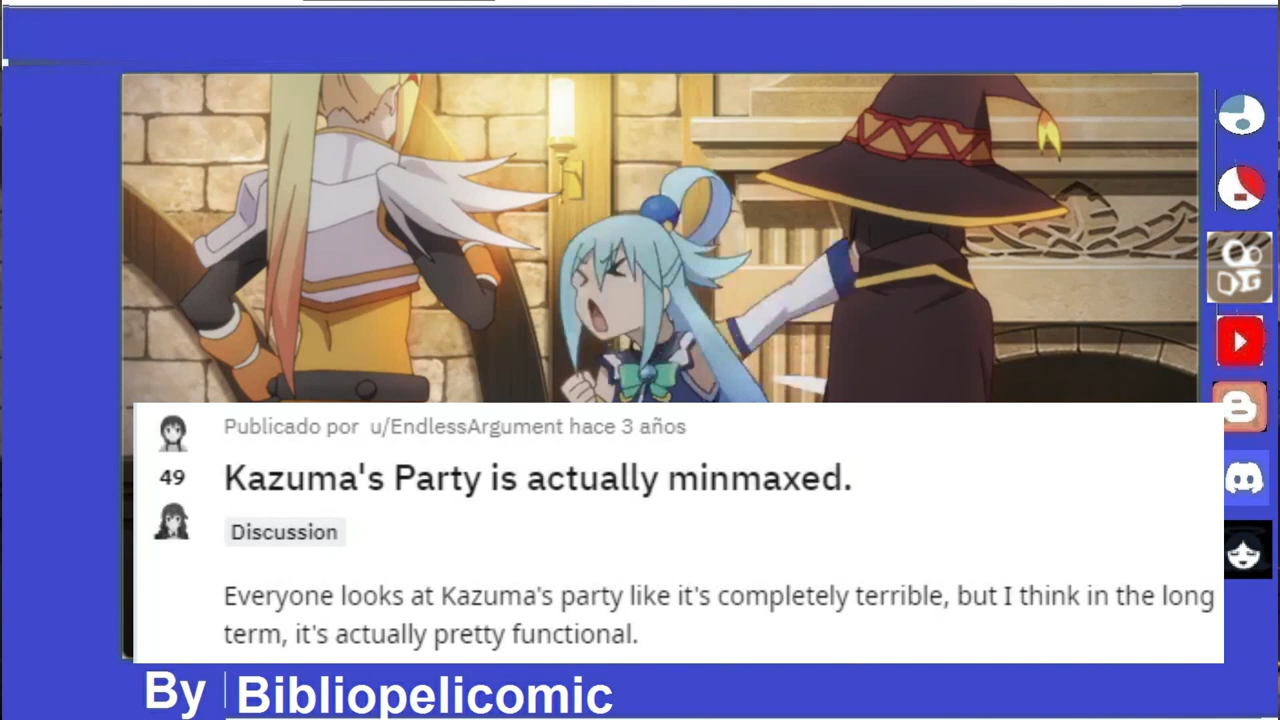 Publicado por u/EndlessArgument hace 3 años
49
Kazuma's Party is actually minmaxed.
Discussion
Everyone looks at Kazuma's party like it's completely terrible, but I think in the long
term, it's actually pretty functional.
By Bibliopelicomic